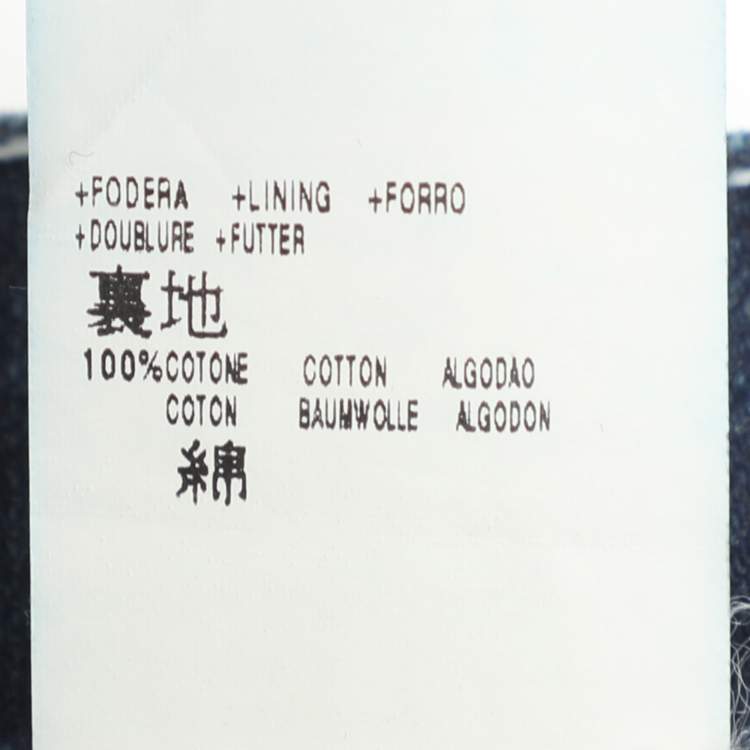 +FODERA +LINING +FORRO
+DOUBLURE +FUTTER
裏地
100%COTONE COTTON ALGODAO
COTON BAUMWOLLE ALGODON
綿